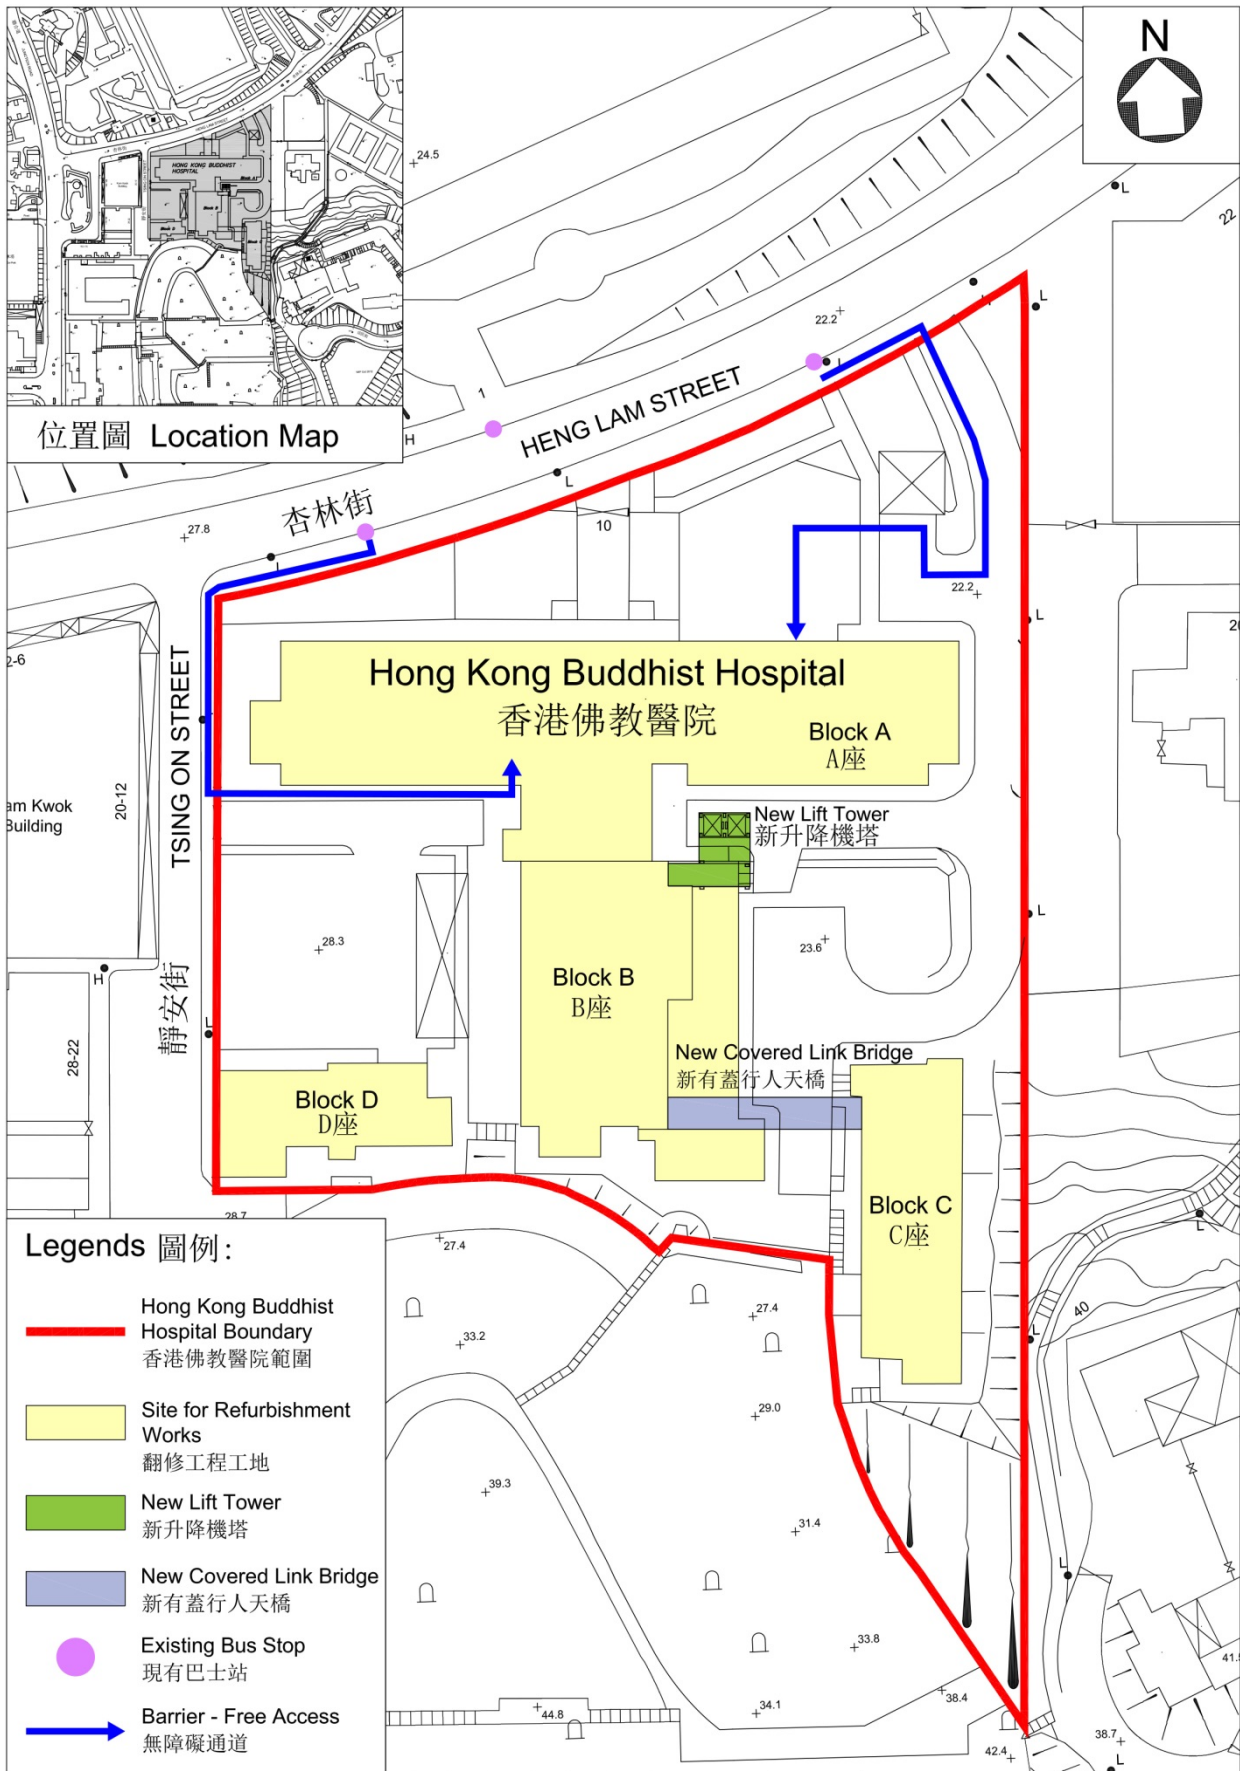 HENG LAM STREET
HONG KONG BUDDHIST
HOSPITAL
Block A
Block B
Block D
位置圖 Location Map
N
24.5
L
22
22.2
L
L
HENG LAM STREET
1
H
L
杏林街
27.8
L
10
22.2
L
2-6
20
Hong Kong Buddhist Hospital
香港佛教醫院
Block A
A座
TSING ON STREET
靜安街
am Kwok
Building
20-12
New Lift Tower
新升降機塔
28.3
23.6
L
H
Block B
B座
L
28-22
New Covered Link Bridge
新有蓋行人天橋
Block D
D座
Block C
C座
L
28.7
27.4
27.4
33.2
40
L
29.0
39.3
31.4
L
33.8
38.4
34.1
44.8
42.4
38.7
L
41.5
Legends 圖例:
Hong Kong Buddhist
Hospital Boundary
香港佛教醫院範圍
Site for Refurbishment
Works
翻修工程工地
New Lift Tower
新升降機塔
New Covered Link Bridge
新有蓋行人天橋
Existing Bus Stop
現有巴士站
Barrier - Free Access
無障礙通道